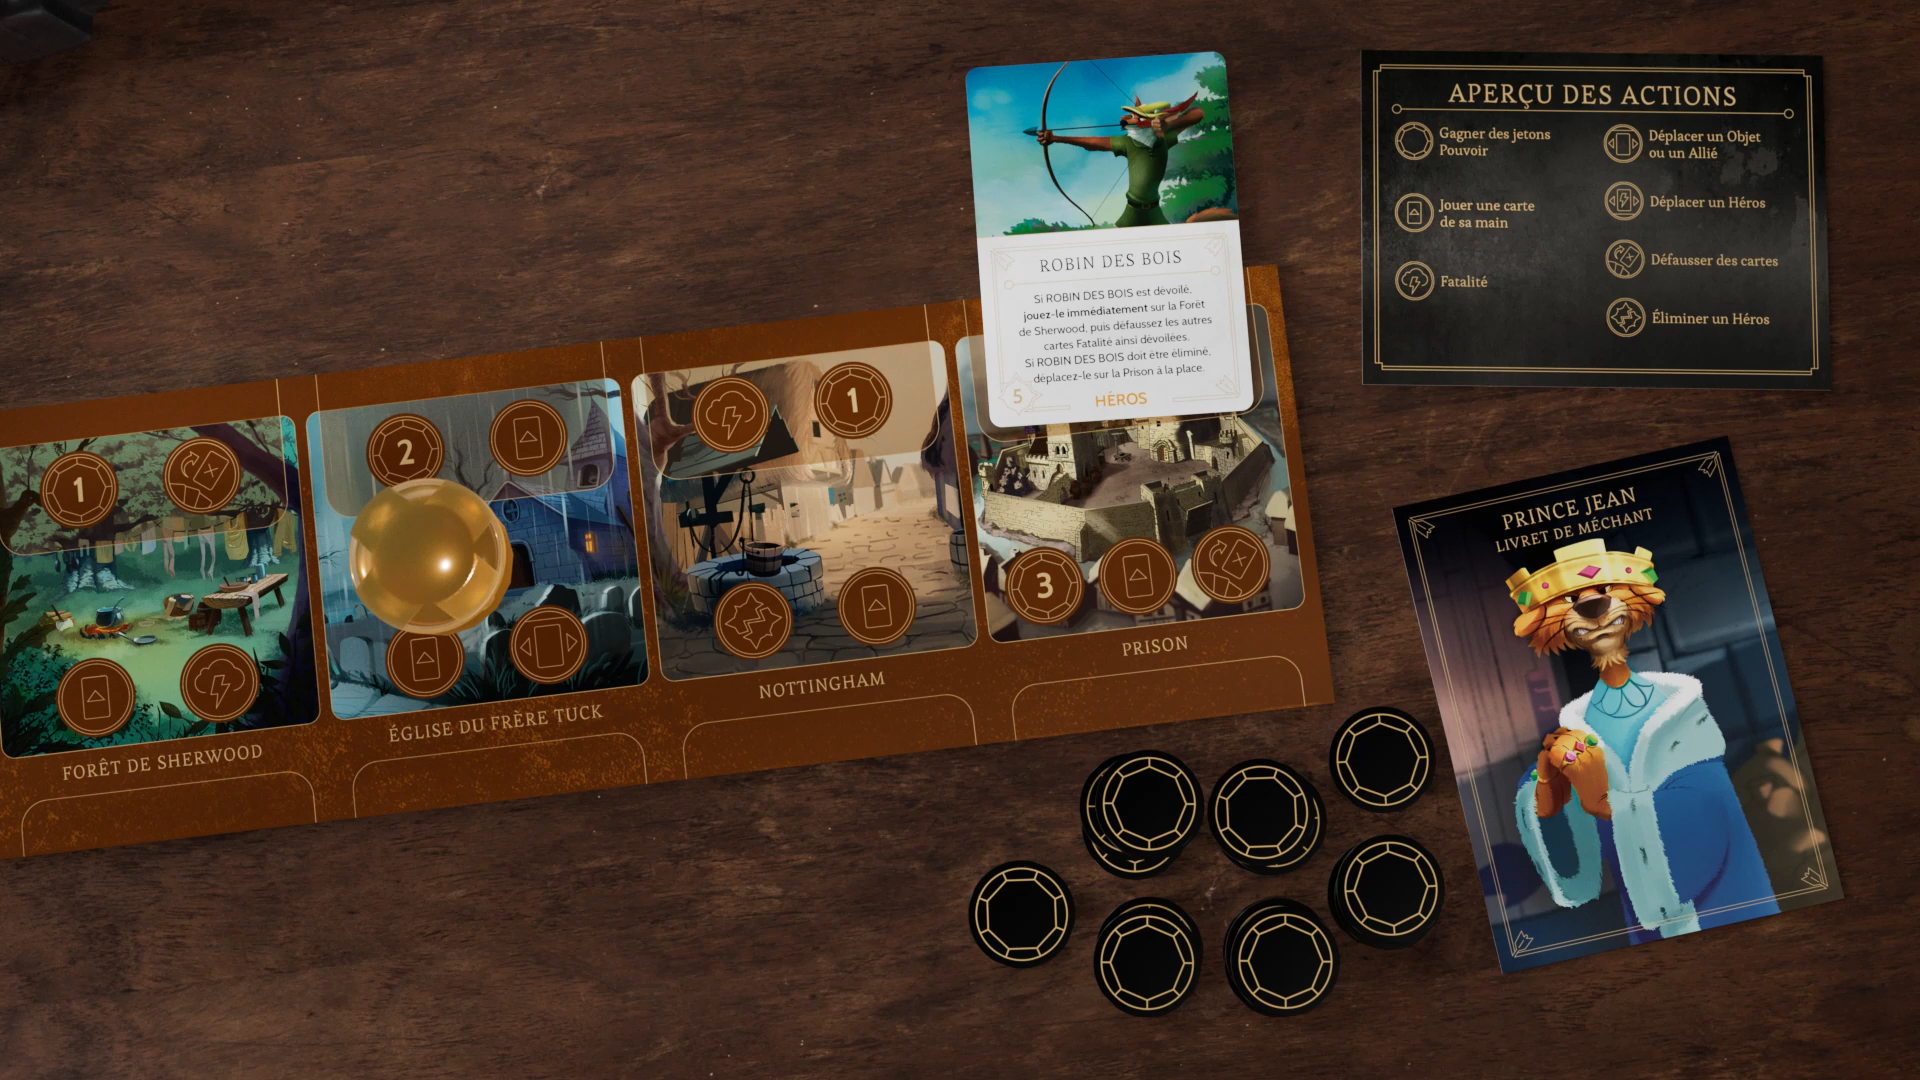 ROBIN DES BOIS
Si ROBIN DES BOIS est dévoilé,
jouez-le immédiatement sur la Forêt
de Sherwood, puis défaussez les autres
cartes Fatalité ainsi dévoilées.
Si ROBIN DES BOIS doit être éliminé,
déplacez-le sur la Prison à la place.
5
HÉROS
APERÇU DES ACTIONS
Gagner des jetons
Pouvoir
Jouer une carte
de sa main
Fatalité
Déplacer un Objet
ou un Allié
Déplacer un Héros
Défausser des cartes
Éliminer un Héros
1
2
1
3
FORÊT DE SHERWOOD
ÉGLISE DU FRÈRE TUCK
NOTTINGHAM
PRISON
PRINCE JEAN
LIVRET DE MÉCHANT